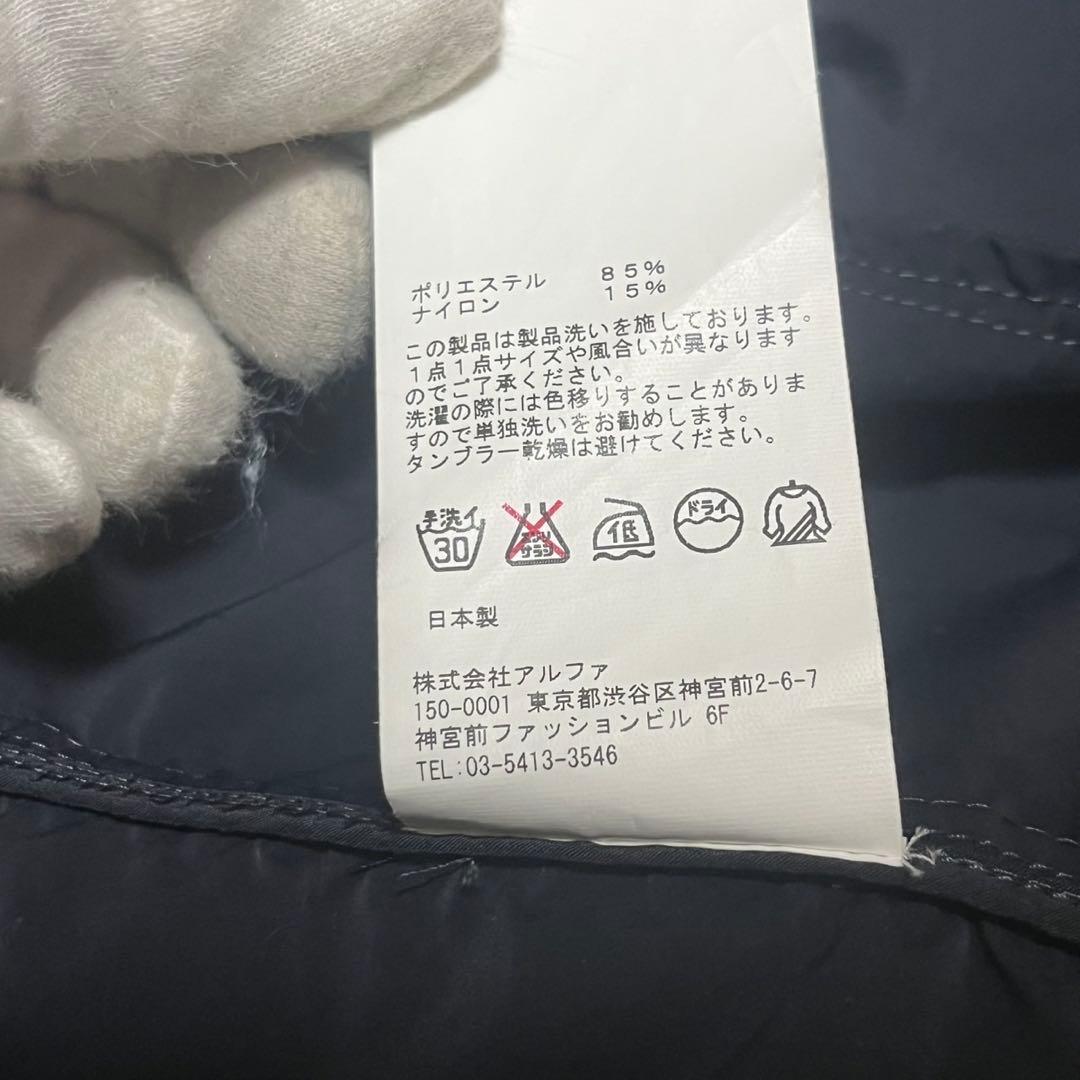 ポリエステル 85%
ナイロン 15%
この製品は製品洗いを施しております。
1点1点サイズや風合いが異なります
のでご了承ください。
洗濯の際には色移りすることがありま
すので単独洗いをお勧めします。
タンブラー乾燥は避けてください。
手洗イ 30 エンソサラシ 低 ドライ
日本製
株式会社アルファ
150-0001 東京都渋谷区神宮前2-6-7
神宮前ファッションビル 6F
TEL:03-5413-3546